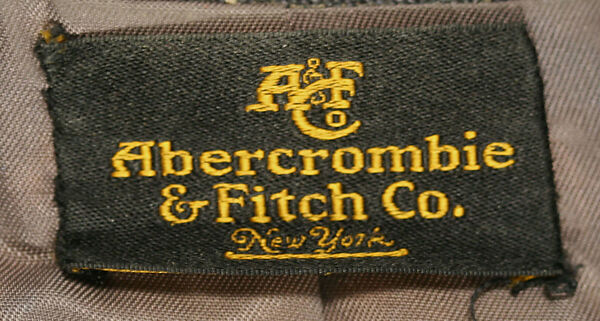 A&F Co
Abercrombie
& Fitch Co.
New York